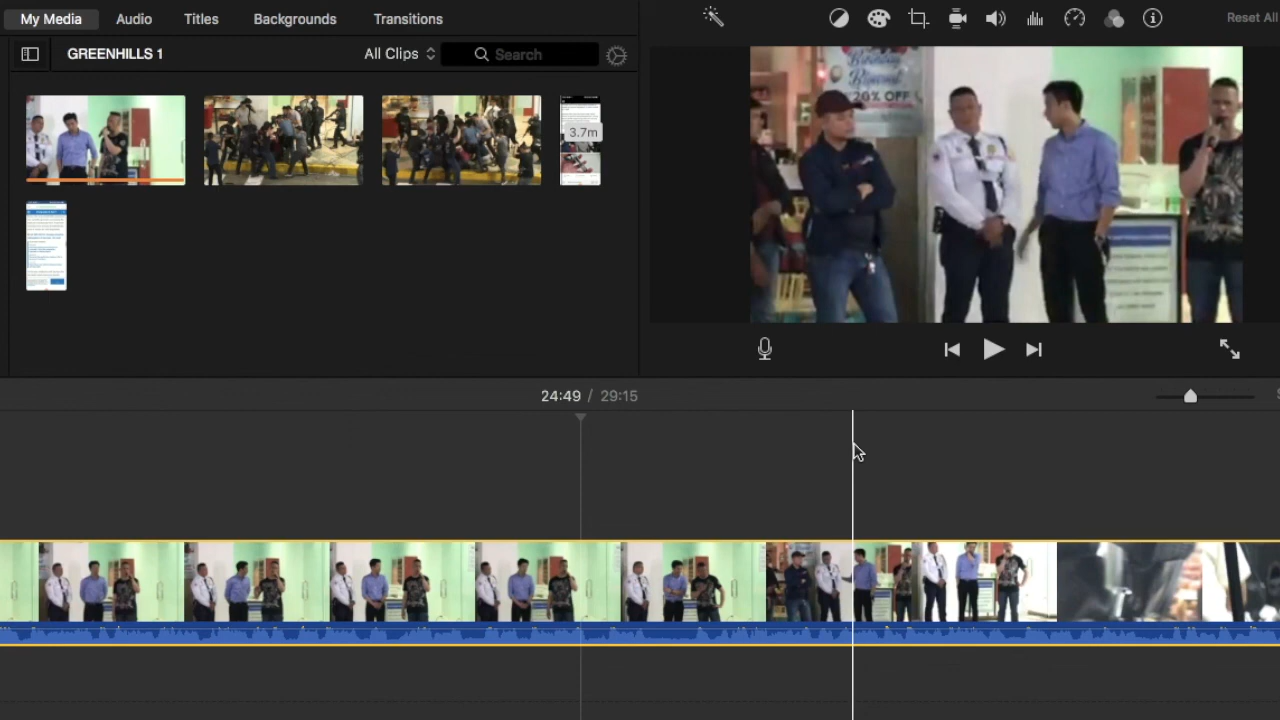 My Media Audio Titles Backgrounds Transitions
Reset All
GREENHILLS 1 All Clips Search
3.7m
20% OFF
24:49 / 29:15